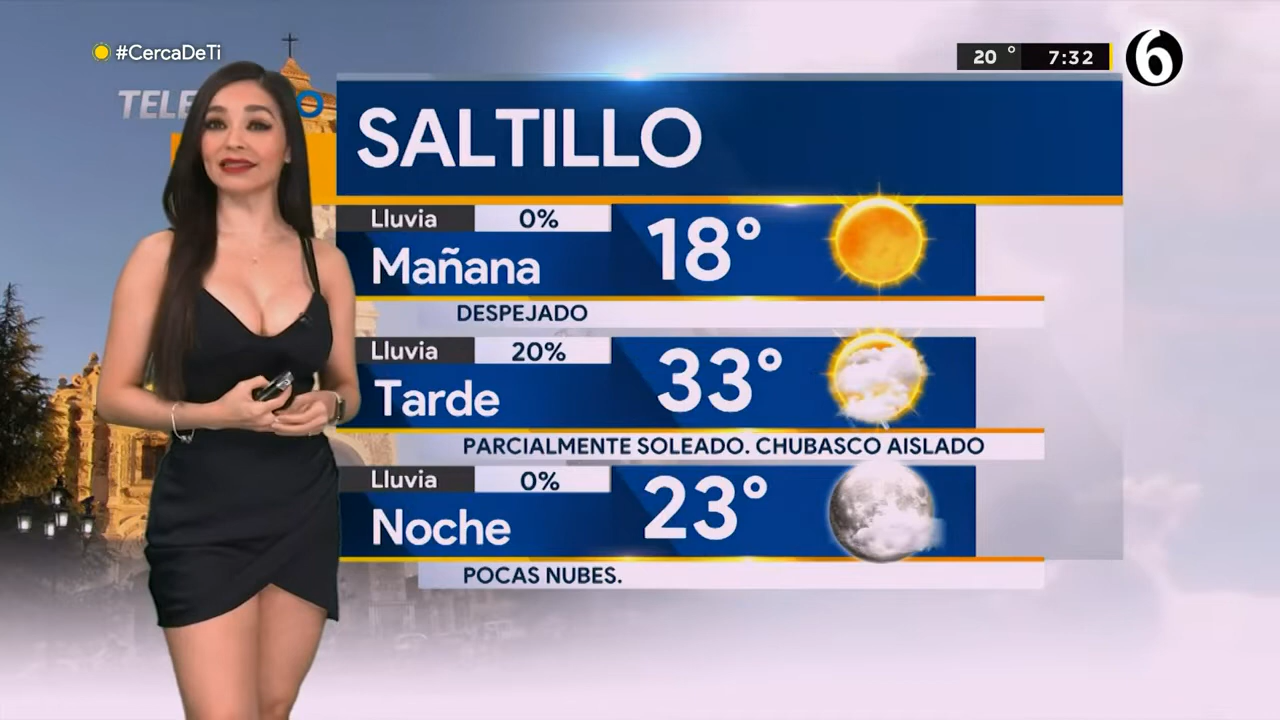 #CercaDeTi
20° 7:32 6
TELE O
SALTILLO
Lluvia 0%
Mañana 18°
DESPEJADO
Lluvia 20%
Tarde 33°
PARCIALMENTE SOLEADO. CHUBASCO AISLADO
Lluvia 0%
Noche 23°
POCAS NUBES.